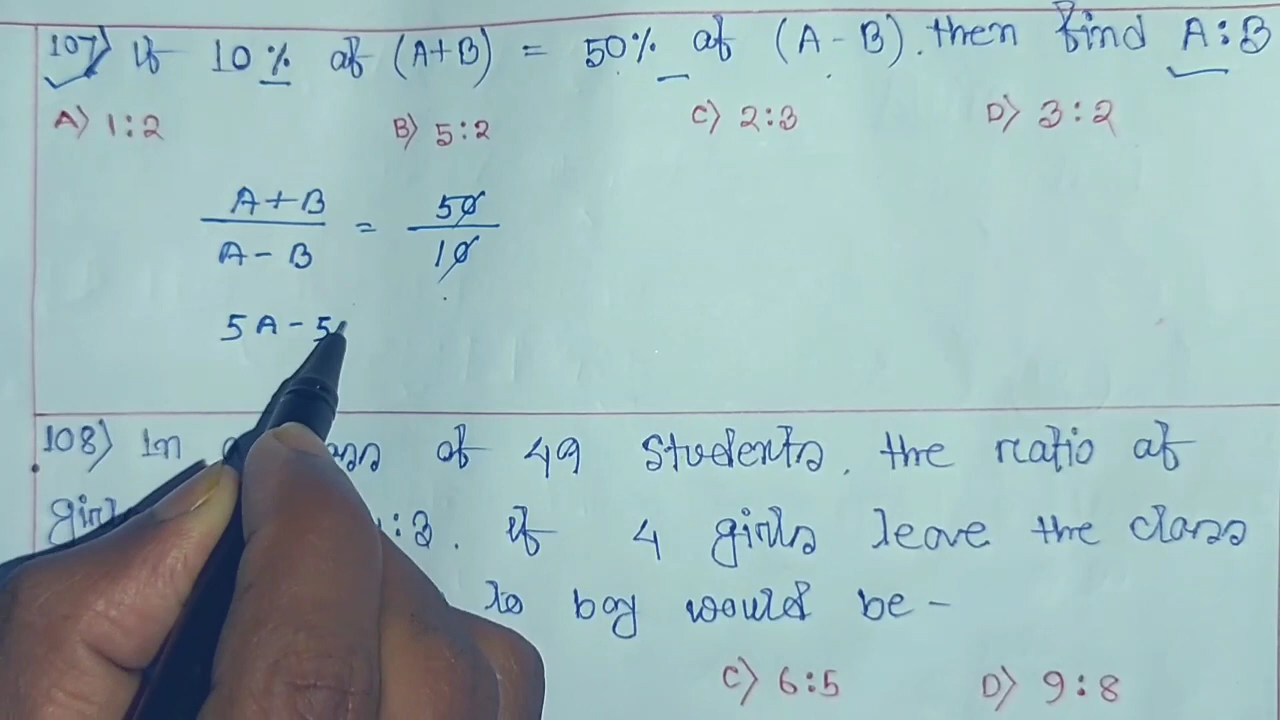 107) If 10% of (A+B) = 50% of (A - B). then find A:B
A) 1:2 B) 5:2 C) 2:3 D) 3:2
A+B / A-B = 50 / 10
5A - 5
108) In of 49 students, the ratio of
:3. if 4 girls leave the class
to boy would be -
C) 6:5 D) 9:8